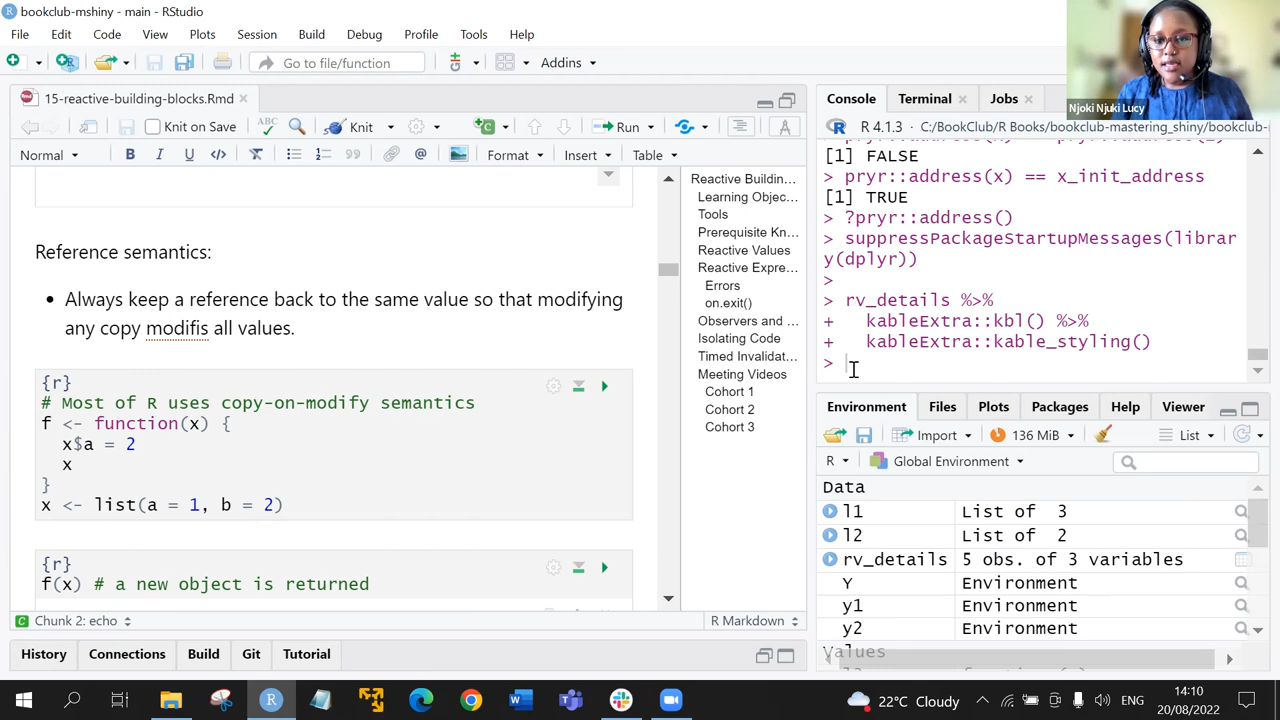 bookclub-mshiny - main - RStudio
File Edit Code View Plots Session Build Debug Profile Tools Help
Go to file/function
Addins
15-reactive-building-blocks.Rmd
Knit on Save
ABC
Knit
Run
Normal
B I U </>
Format
Insert
Table
Reference semantics:
Always keep a reference back to the same value so that modifying
any copy modifis all values.
{r}
# Most of R uses copy-on-modify semantics
f <- function(x) {
x$a = 2
x
}
x <- list(a = 1, b = 2)
{r}
f(x) # a new object is returned
Chunk 2: echo
R Markdown
Reactive Buildin...
Learning Objec...
Tools
Prerequisite Kn...
Reactive Values
Reactive Expre...
Errors
on.exit()
Observers and ...
Isolating Code
Timed Invalidat...
Meeting Videos
Cohort 1
Cohort 2
Cohort 3
History
Connections
Build
Git
Tutorial
Njoki Njuki Lucy
Console
Terminal
Jobs
R 4.1.3 · C:/BookClub/R Books/bookclub-mastering_shiny/bookclub-
[1] FALSE
> pryr::address(x) == x_init_address
[1] TRUE
> ?pryr::address()
> suppressPackageStartupMessages(librar
y(dplyr))
>
> rv_details %>%
+ kableExtra::kbl() %>%
+ kableExtra::kable_styling()
>
Environment
Files
Plots
Packages
Help
Viewer
Import
136 MiB
List
R
Global Environment
Data
l1 List of 3
l2 List of 2
rv_details 5 obs. of 3 variables
Y Environment
y1 Environment
y2 Environment
Values
22°C Cloudy
ENG
14:10
20/08/2022